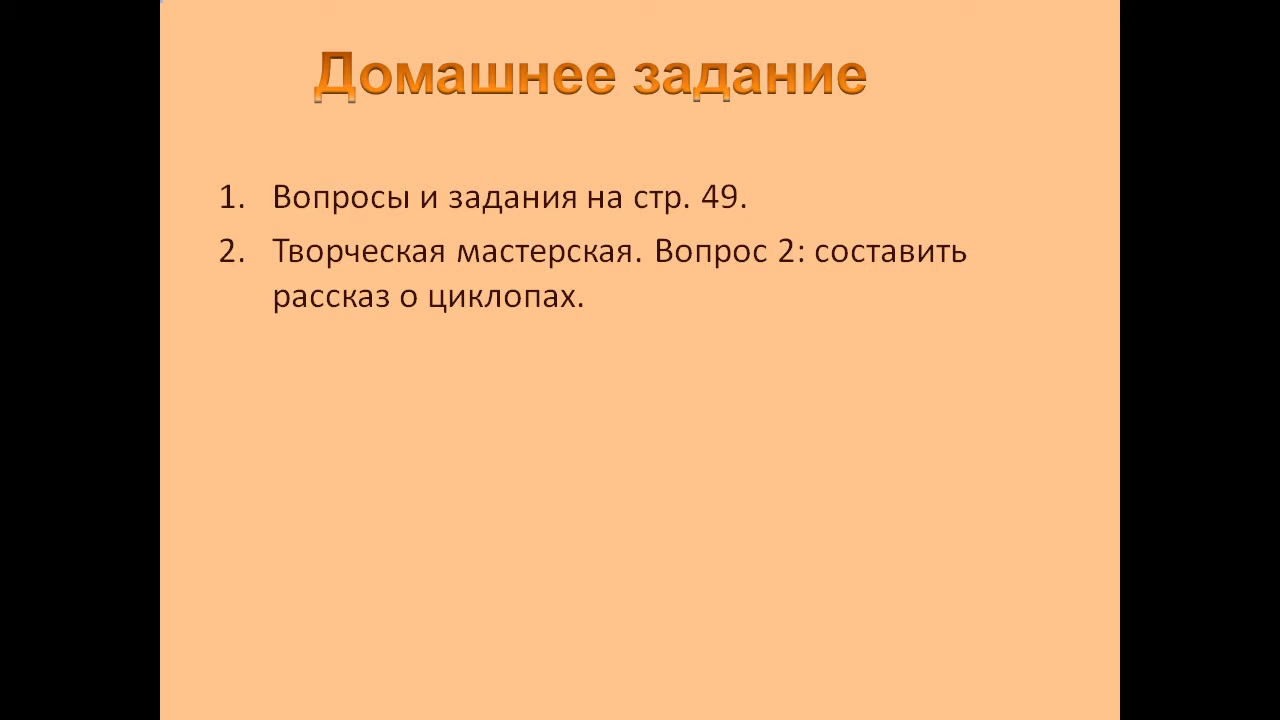 Домашнее задание
1. Вопросы и задания на стр. 49.
2. Творческая мастерская. Вопрос 2: составить
рассказ о циклопах.